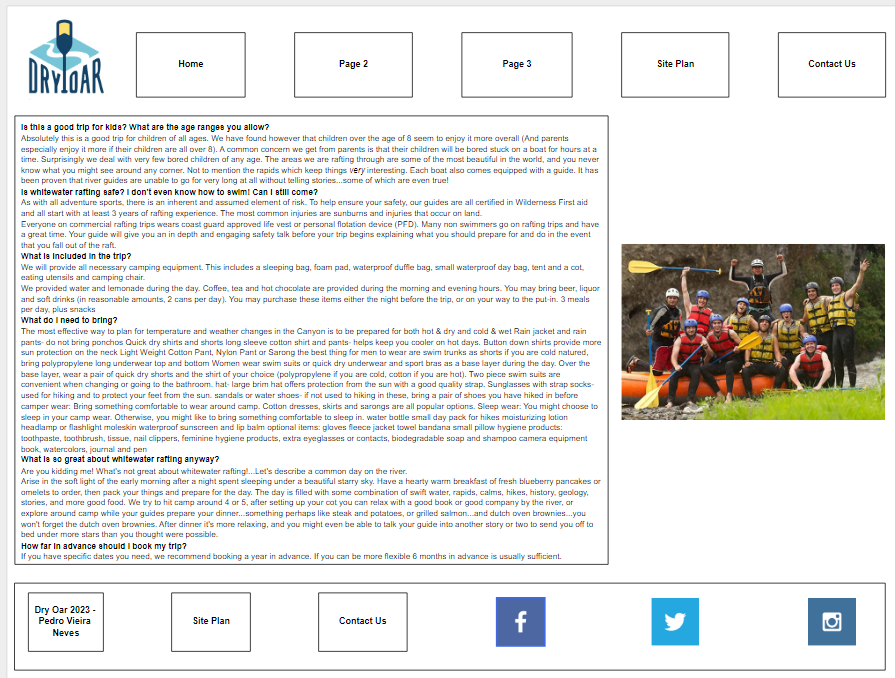 DRYOAR
Home
Page 2
Page 3
Site Plan
Contact Us
Is this a good trip for kids? What are the age ranges you allow?
Absolutely this is a good trip for children of all ages. We have found however that children over the age of 8 seem to enjoy it more overall (And parents
especially enjoy it more if their children are all over 8). A common concern we get from parents is that their children will be bored stuck on a boat for hours at a
time. Surprisingly we deal with very few bored children of any age. The areas we are rafting through are some of the most beautiful in the world, and you never
know what you might see around any corner, Not to mention the rapids which keep things very interesting. Each boat also comes equipped with a guide. It has
been proven that river guides are unable to go for very long at all without telling stories...some of which are even true!
Is whitewater rafting safe? I don't even know how to swim! Can I still come?
As with all adventure sports, there is an inherent and assumed element of risk. To help ensure your safety, our guides are all certified in Wilderness First aid
and all start with at least 3 years of rafting experience. The most common injuries are sunburns and injuries that occur on land.
Everyone on commercial rafting trips wears coast guard approved life vest or personal flotation device (PFD). Many non swimmers go on rafting trips and have
a great time. Your guide will give you an in depth and engaging safety talk before your trip begins explaining what you should prepare for and do in the event
that you fall out of the raft.
What is included in the trip?
We will provide all necessary camping equipment. This includes a sleeping bag, foam pad, waterproof duffle bag, small waterproof day bag, tent and a cot,
eating utensils and camping chair.
We provided water and lemonade during the day. Coffee, tea and hot chocolate are provided during the morning and evening hours. You may bring beer, liquor
and soft drinks (in reasonable amounts, 2 cans per day). You may purchase these items either the night before the trip, or on your way to the put-in. 3 meals
per day, plus snacks
What do I need to bring?
The most effective way to plan for temperature and weather changes in the Canyon is to be prepared for both hot & dry and cold & wet Rain jacket and rain
pants- do not bring ponchos Quick dry shirts and shorts long sleeve cotton shirt and pants- helps keep you cooler on hot days. Button down shirts provide more
sun protection on the neck Light Weight Cotton Pant, Nylon Pant or Sarong the best thing for men to wear are swim trunks as shorts if you are cold natured,
bring polypropylene long underwear top and bottom Women wear swim suits or quick dry underwear and sport bras as a base layer during the day. Over the
base layer, wear a pair of quick dry shorts and the shirt of your choice (polypropylene if you are cold, cotton if you are hot). Two piece swim suits are
convenient when changing or going to the bathroom. hat- large brim hat offers protection from the sun with a good quality strap. Sunglasses with strap socks-
used for hiking and to protect your feet from the sun. sandals or water shoes- if not used to hiking in these, bring a pair of shoes you have hiked in before
camper wear: Bring something comfortable to wear around camp. Cotton dresses, skirts and sarongs are all popular options. Sleep wear: You might choose to
sleep in your camp wear. Otherwise, you might like to bring something comfortable to sleep in. water bottle small day pack for hikes moisturizing lotion
headlamp or flashlight moleskin waterproof sunscreen and lip balm optional items: gloves fleece jacket towel bandana small pillow hygiene products:
toothpaste, toothbrush, tissue, nail clippers, feminine hygiene products, extra eyeglasses or contacts, biodegradable soap and shampoo camera equipment
book, watercolors, journal and pen
What is so great about whitewater rafting anyway?
Are you kidding me! What's not great about whitewater rafting!...Let's describe a common day on the river.
Arise in the soft light of the early morning after a night spent sleeping under a beautiful starry sky. Have a hearty warm breakfast of fresh blueberry pancakes or
omelets to order, then pack your things and prepare for the day. The day is filled with some combination of swift water, rapids, calms, hikes, history, geology,
stories, and more good food. We try to hit camp around 4 or 5, after setting up your cot you can relax with a good book or good company by the river, or
explore around camp while your guides prepare your dinner...something perhaps like steak and potatoes, or grilled salmon...and dutch oven brownies...you
won't forget the dutch oven brownies. After dinner it's more relaxing, and you might even be able to talk your guide into another story or two to send you off to
bed under more stars than you thought were possible.
How far in advance should I book my trip?
If you have specific dates you need, we recommend booking a year in advance. If you can be more flexible 6 months in advance is usually sufficient.
Dry Oar 2023 -
Pedro Vieira
Neves
Site Plan
Contact Us